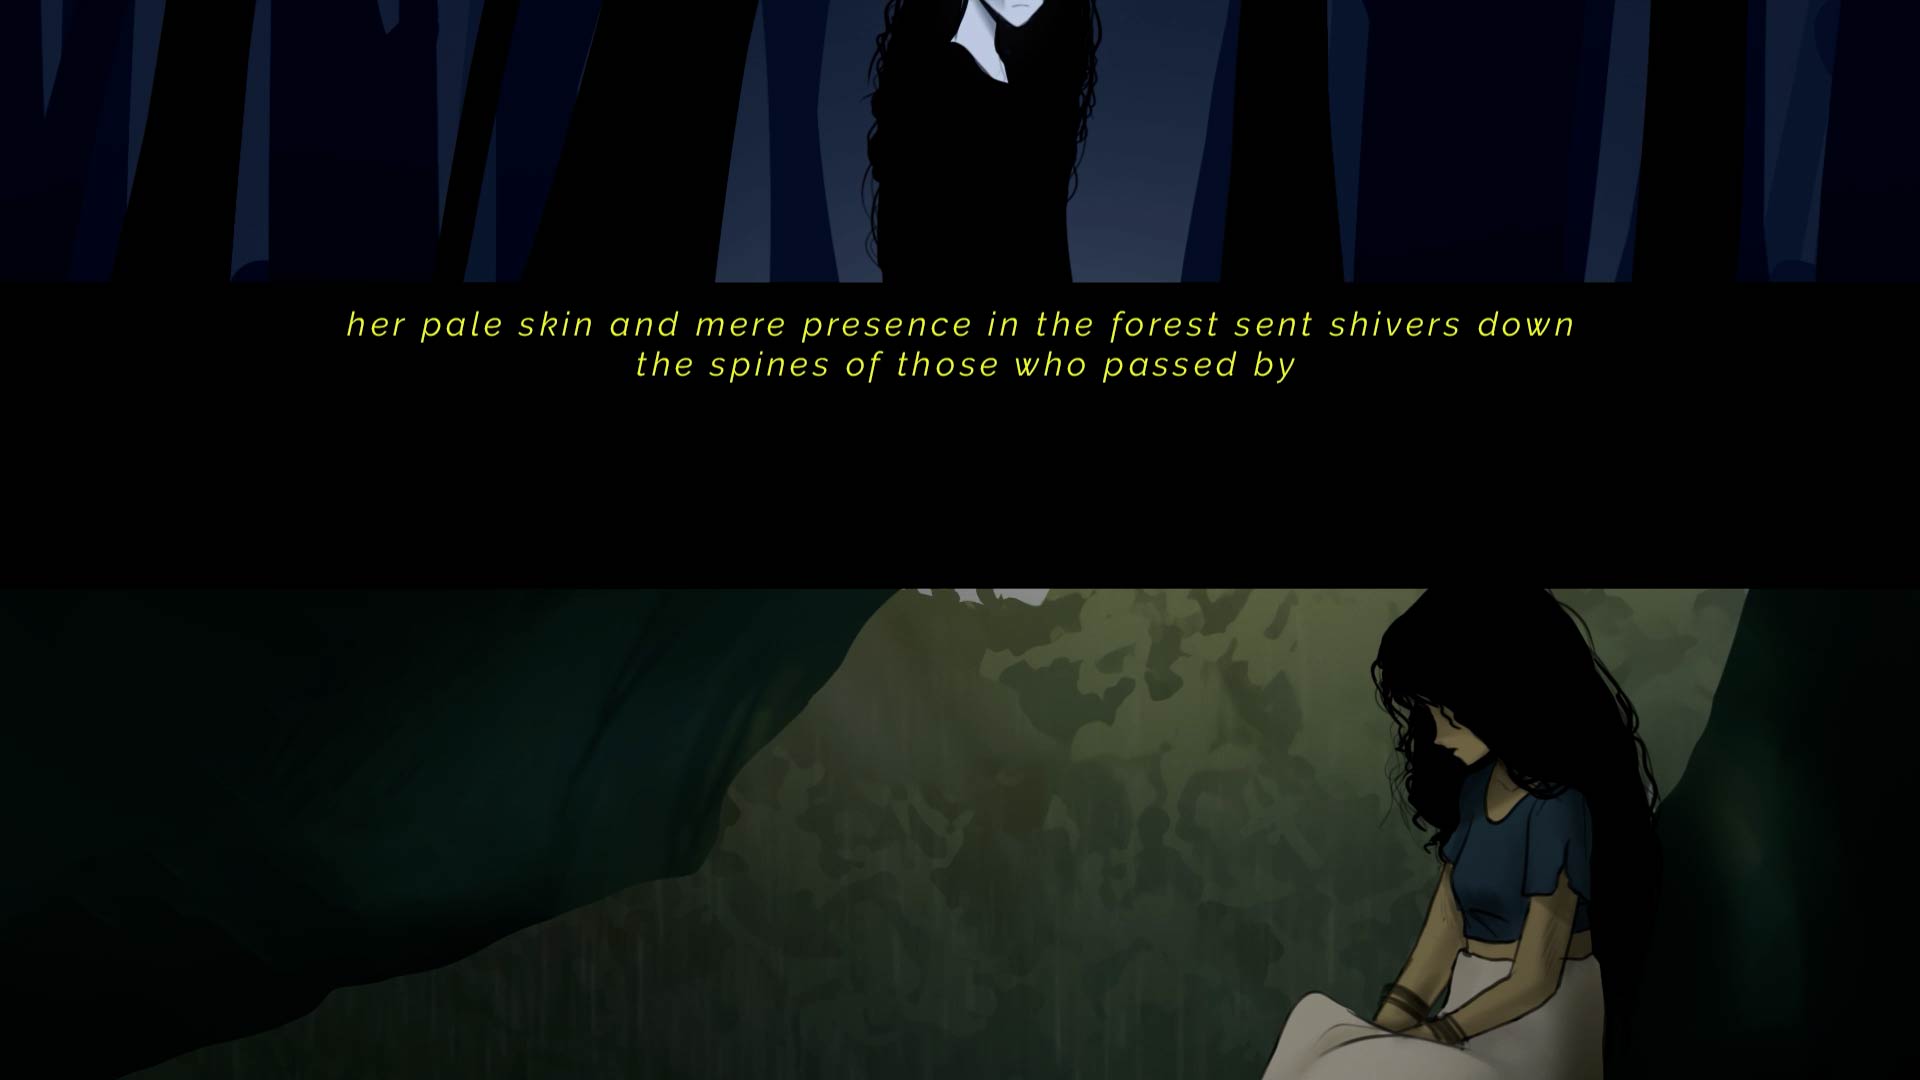 her pale skin and mere presence in the forest sent shivers down
the spines of those who passed by